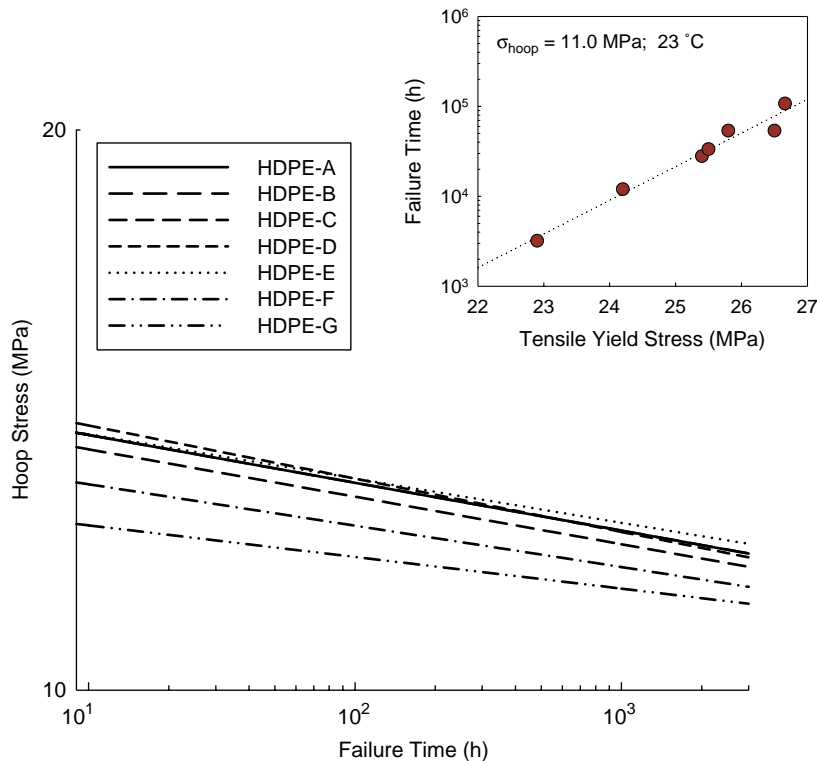 10⁶
σhoop = 11.0 MPa; 23 ˚C
10⁵
10⁴
10³
Failure Time (h)
22 23 24 25 26 27
Tensile Yield Stress (MPa)
20
HDPE-A
HDPE-B
HDPE-C
HDPE-D
HDPE-E
HDPE-F
HDPE-G
Hoop Stress (MPa)
10
10¹ 10² 10³
Failure Time (h)